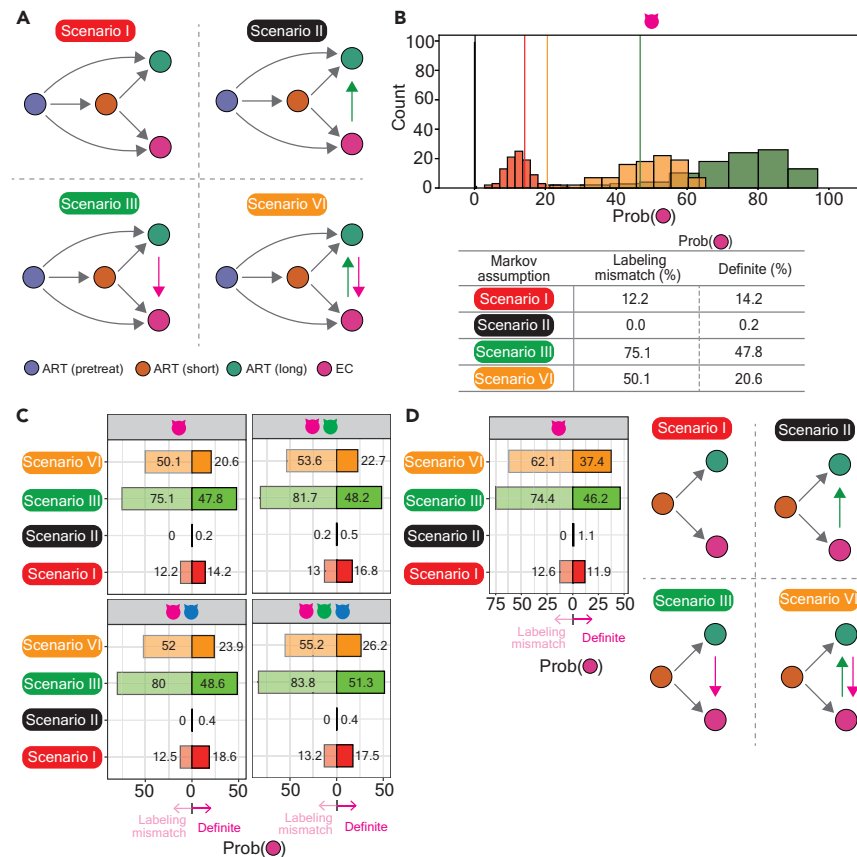 A
Scenario I
Scenario II
Scenario III
Scenario VI
ART (pretreat) ART (short) ART (long) EC
B
Count
100
80
60
40
20
0
0 20 40 60 80 100
Prob( )
Prob( )
Markov assumption Labeling mismatch (%) Definite (%)
Scenario I 12.2 14.2
Scenario II 0.0 0.2
Scenario III 75.1 47.8
Scenario VI 50.1 20.6
C
Scenario VI 50.1 20.6 53.6 22.7
Scenario III 75.1 47.8 81.7 48.2
Scenario II 0 0.2 0.2 0.5
Scenario I 12.2 14.2 13 16.8
Scenario VI 52 23.9 55.2 26.2
Scenario III 80 48.6 83.8 51.3
Scenario II 0 0.4 0 0.4
Scenario I 12.5 18.6 13.2 17.5
50 0 50 50 0 50
Labeling mismatch Definite Labeling mismatch Definite
Prob( )
D
Scenario VI 62.1 37.4
Scenario III 74.4 46.2
Scenario II 0 1.1
Scenario I 12.6 11.9
75 50 25 0 25 50
Labeling mismatch Definite
Prob( )
Scenario I
Scenario II
Scenario III
Scenario VI